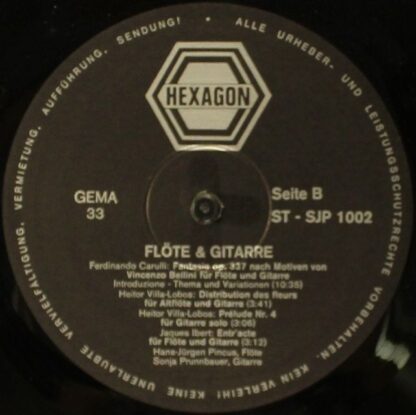 ALLE URHEBER- UND LEISTUNGSSCHUTZRECHTE VORBEHALTEN. KEIN VERLEIH! KEINE UNERLAUBTE VERVIELFÄLTIGUNG, VERMIETUNG, AUFFÜHRUNG, SENDUNG! •
HEXAGON
GEMA
33
Seite B
ST - SJP 1002
FLÖTE & GITARRE
Ferdinando Carulli: Fantasie op. 337 nach Motiven von
Vincenzo Bellini für Flöte und Gitarre
Introduzione - Thema und Variationen (10:35)
Heitor Villa-Lobos: Distribution des fleurs
für Altflöte und Gitarre (3:41)
Heitor Villa-Lobos: Prélude Nr. 4
für Gitarre solo (3:06)
Jaques Ibert: Entr'acte
für Flöte und Gitarre (3:12)
Hans-Jürgen Pincus, Flöte
Sonja Prunnbauer, Gitarre